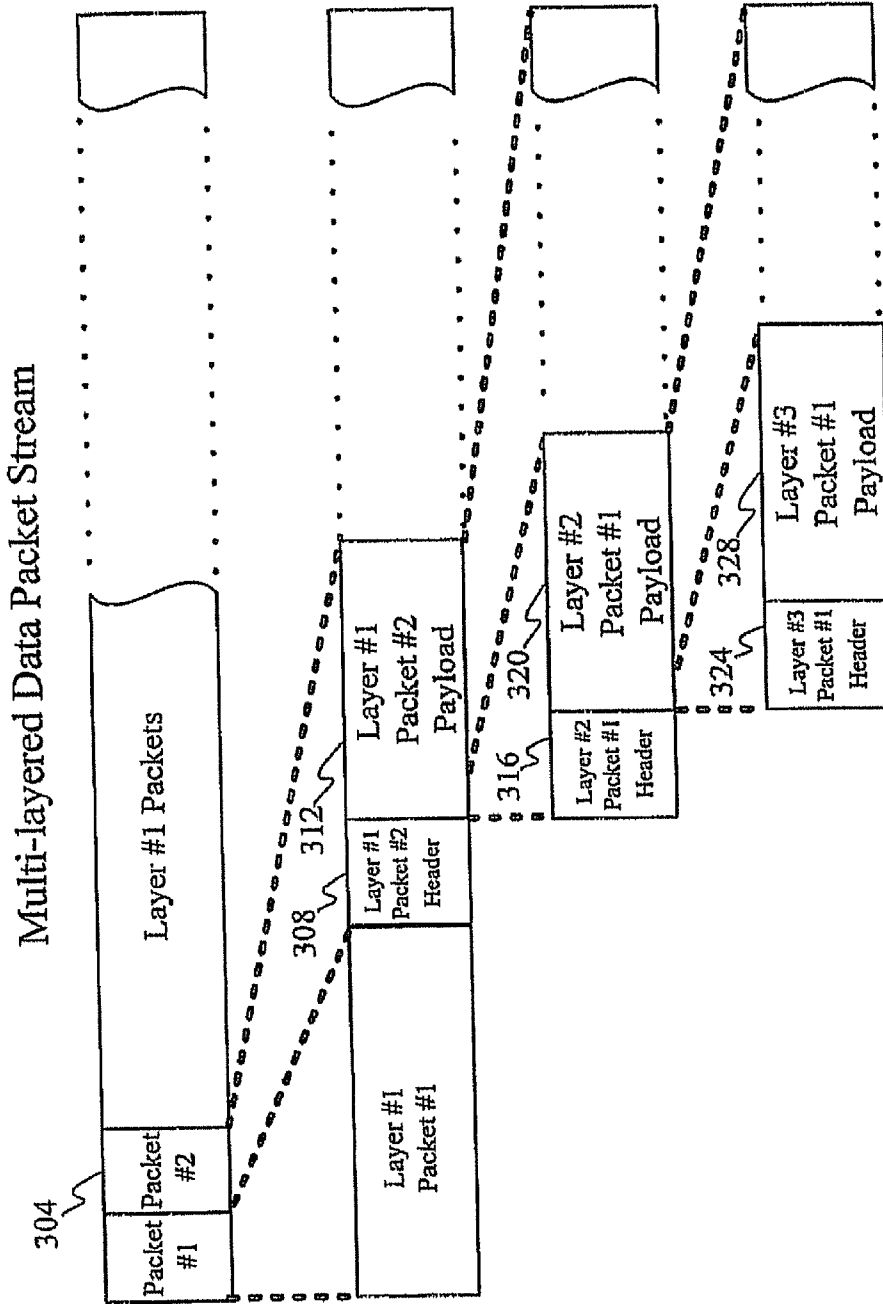 Multi-layered Data Packet Stream
304
Packet
#1
Packet
#2
Layer #1 Packets
308
312
Layer #1
Packet #1
Layer #1
Packet #2
Header
Layer #1
Packet #2
Payload
316
320
Layer #2
Packet #1
Header
Layer #2
Packet #1
Payload
324
328
Layer #3
Packet #1
Header
Layer #3
Packet #1
Payload